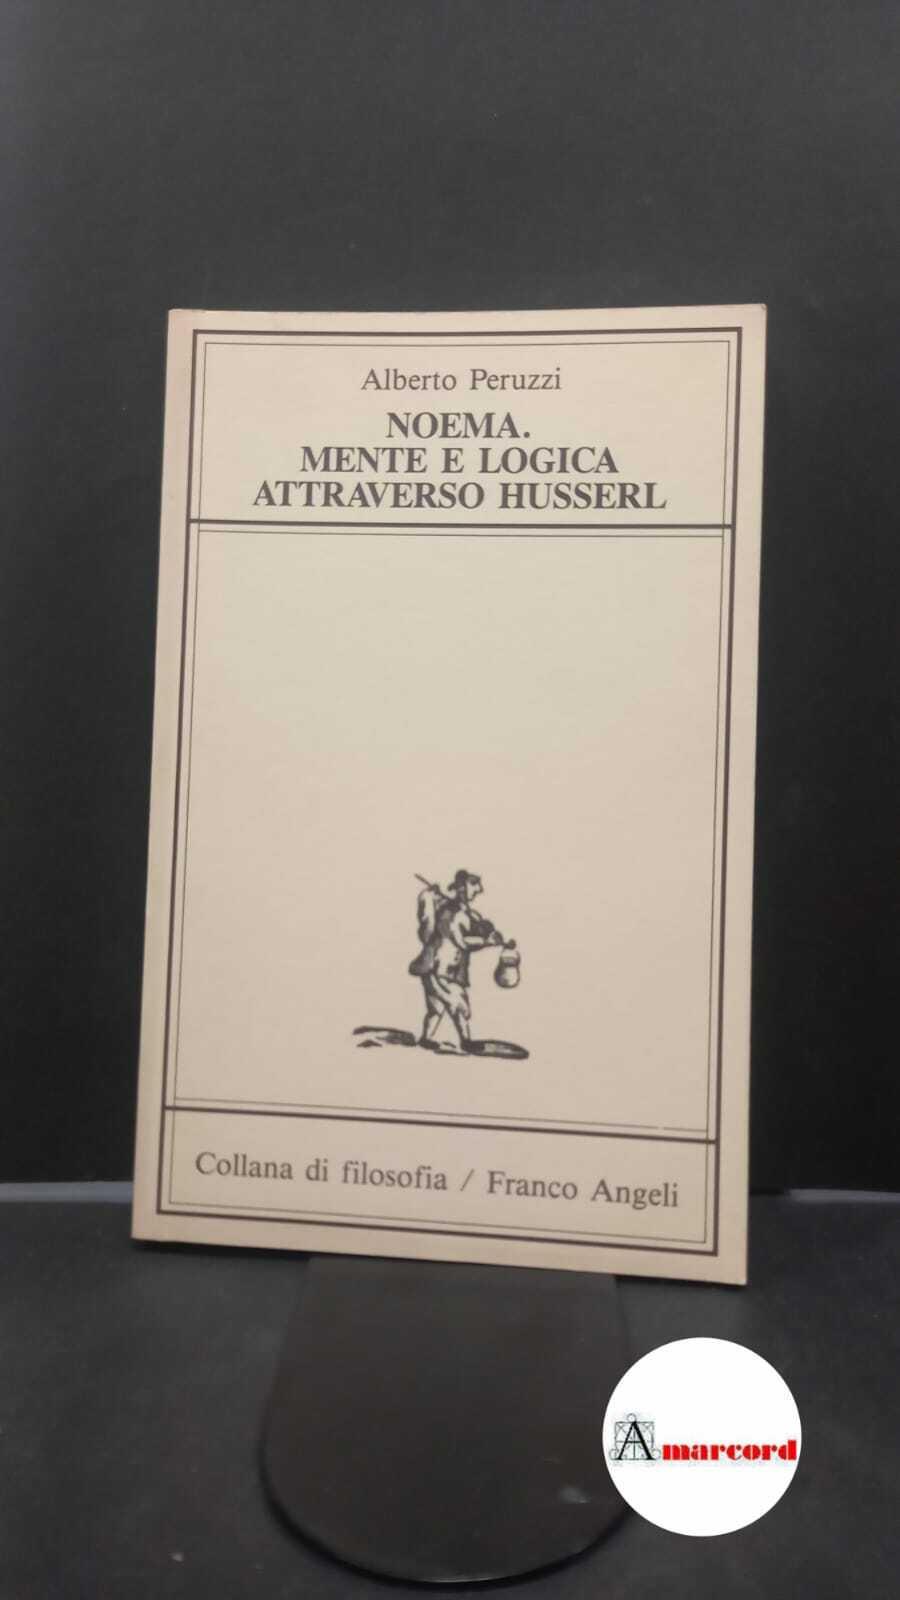 Alberto Peruzzi
NOEMA.
MENTE E LOGICA
ATTRAVERSO HUSSERL
Collana di filosofia / Franco Angeli
Amarcord